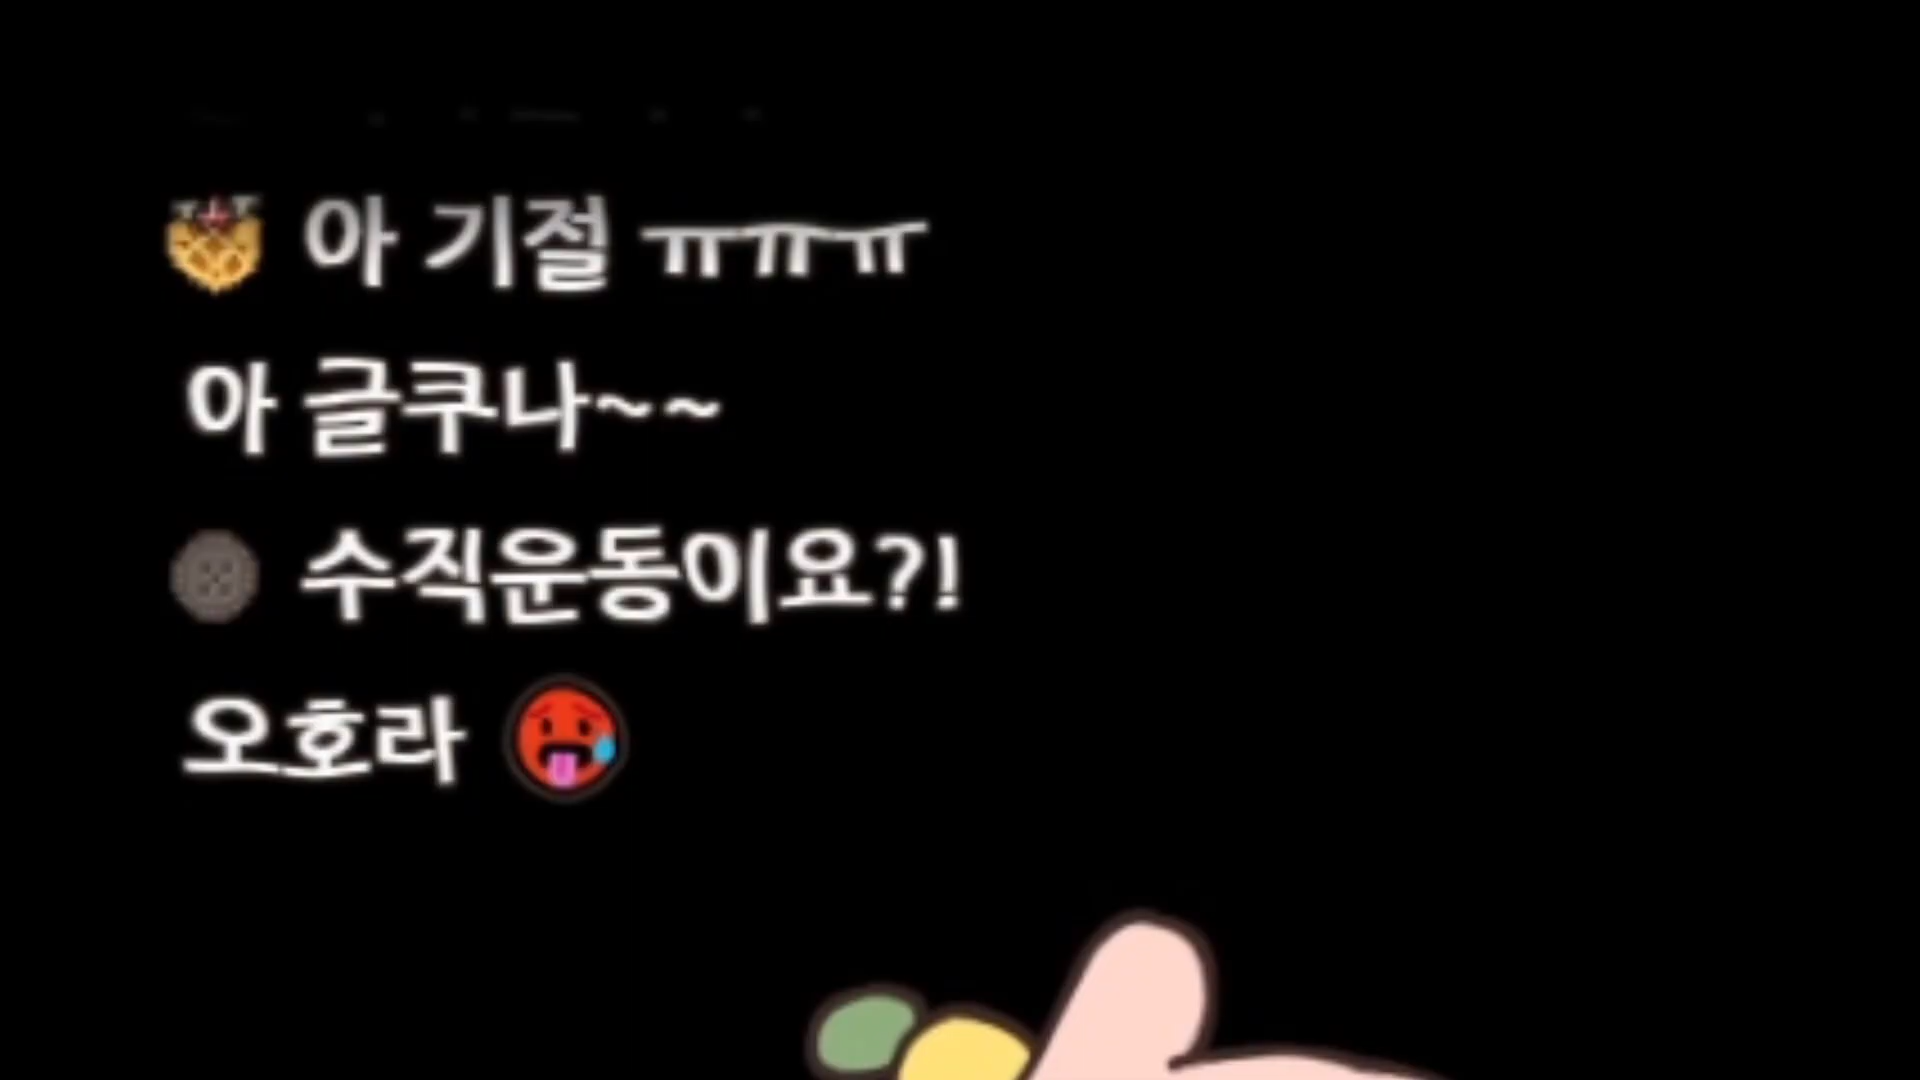 아 기절 ㅠㅠㅠ
아 글쿠나~~
수직운동이요?!
오호라 🥵